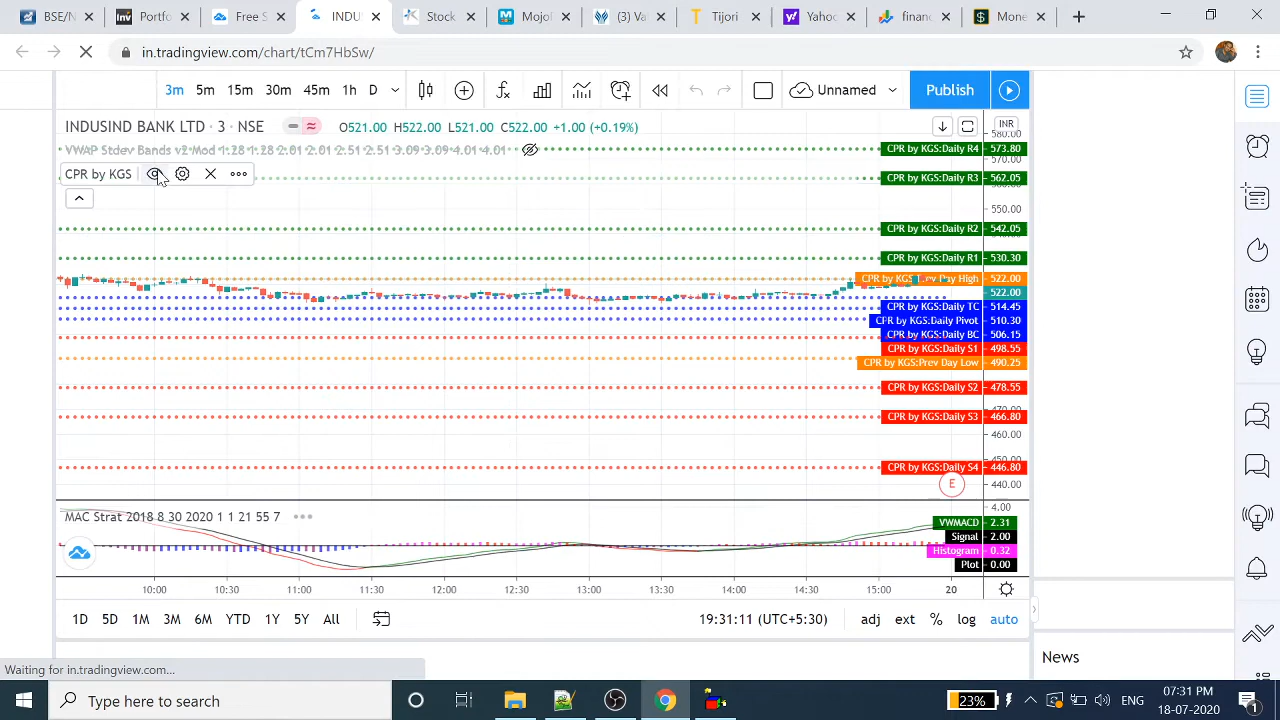 BSE/N
Portfo
Free S
INDUS
Stock
MojoT
(3) Va
Tijori
Yahoo
financ
Mone
in.tradingview.com/chart/tCm7HbSw/
3m 5m 15m 30m 45m 1h D
Unnamed
Publish
INDUSIND BANK LTD · 3 · NSE
O521.00 H522.00 L521.00 C522.00 +1.00 (+0.19%)
INR
VWAP Stdev Bands v2 Mod 1.28 1.28 2.01 2.01 2.51 2.51 3.09 3.09 4.01 4.01
CPR by KGS
580.00
CPR by KGS:Daily R4 573.80
570.00
CPR by KGS:Daily R3 562.05
550.00
CPR by KGS:Daily R2 542.05
CPR by KGS:Daily R1 530.30
CPR by KGS: Day High 522.00
522.00
CPR by KGS:Daily TC 514.45
CPR by KGS:Daily Pivot 510.30
CPR by KGS:Daily BC 506.15
CPR by KGS:Daily S1 498.55
CPR by KGS:Prev Day Low 490.25
CPR by KGS:Daily S2 478.55
470.00
CPR by KGS:Daily S3 466.80
460.00
450.00
CPR by KGS:Daily S4 446.80
440.00
E
MAC Strat 2018 8 30 2020 1 1 21 55 7
4.00
VWMACD 2.31
Signal 2.00
Histogram 0.32
Plot 0.00
10:00 10:30 11:00 11:30 12:00 12:30 13:00 13:30 14:00 14:30 15:00 20
1D 5D 1M 3M 6M YTD 1Y 5Y All
19:31:11 (UTC+5:30)
adj ext % log auto
News
Waiting for in.tradingview.com...
Type here to search
23%
ENG
07:31 PM
18-07-2020
1